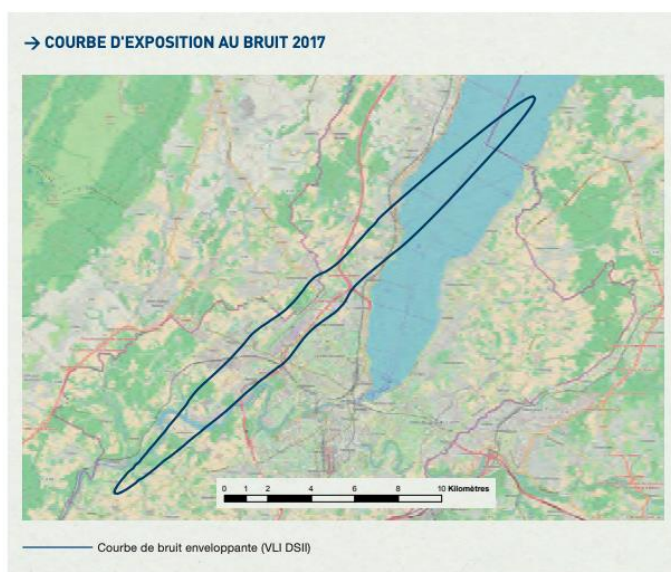 → COURBE D'EXPOSITION AU BRUIT 2017
0 1 2 4 6 8 10 Kilomètres
Courbe de bruit enveloppante (VLI DSII)